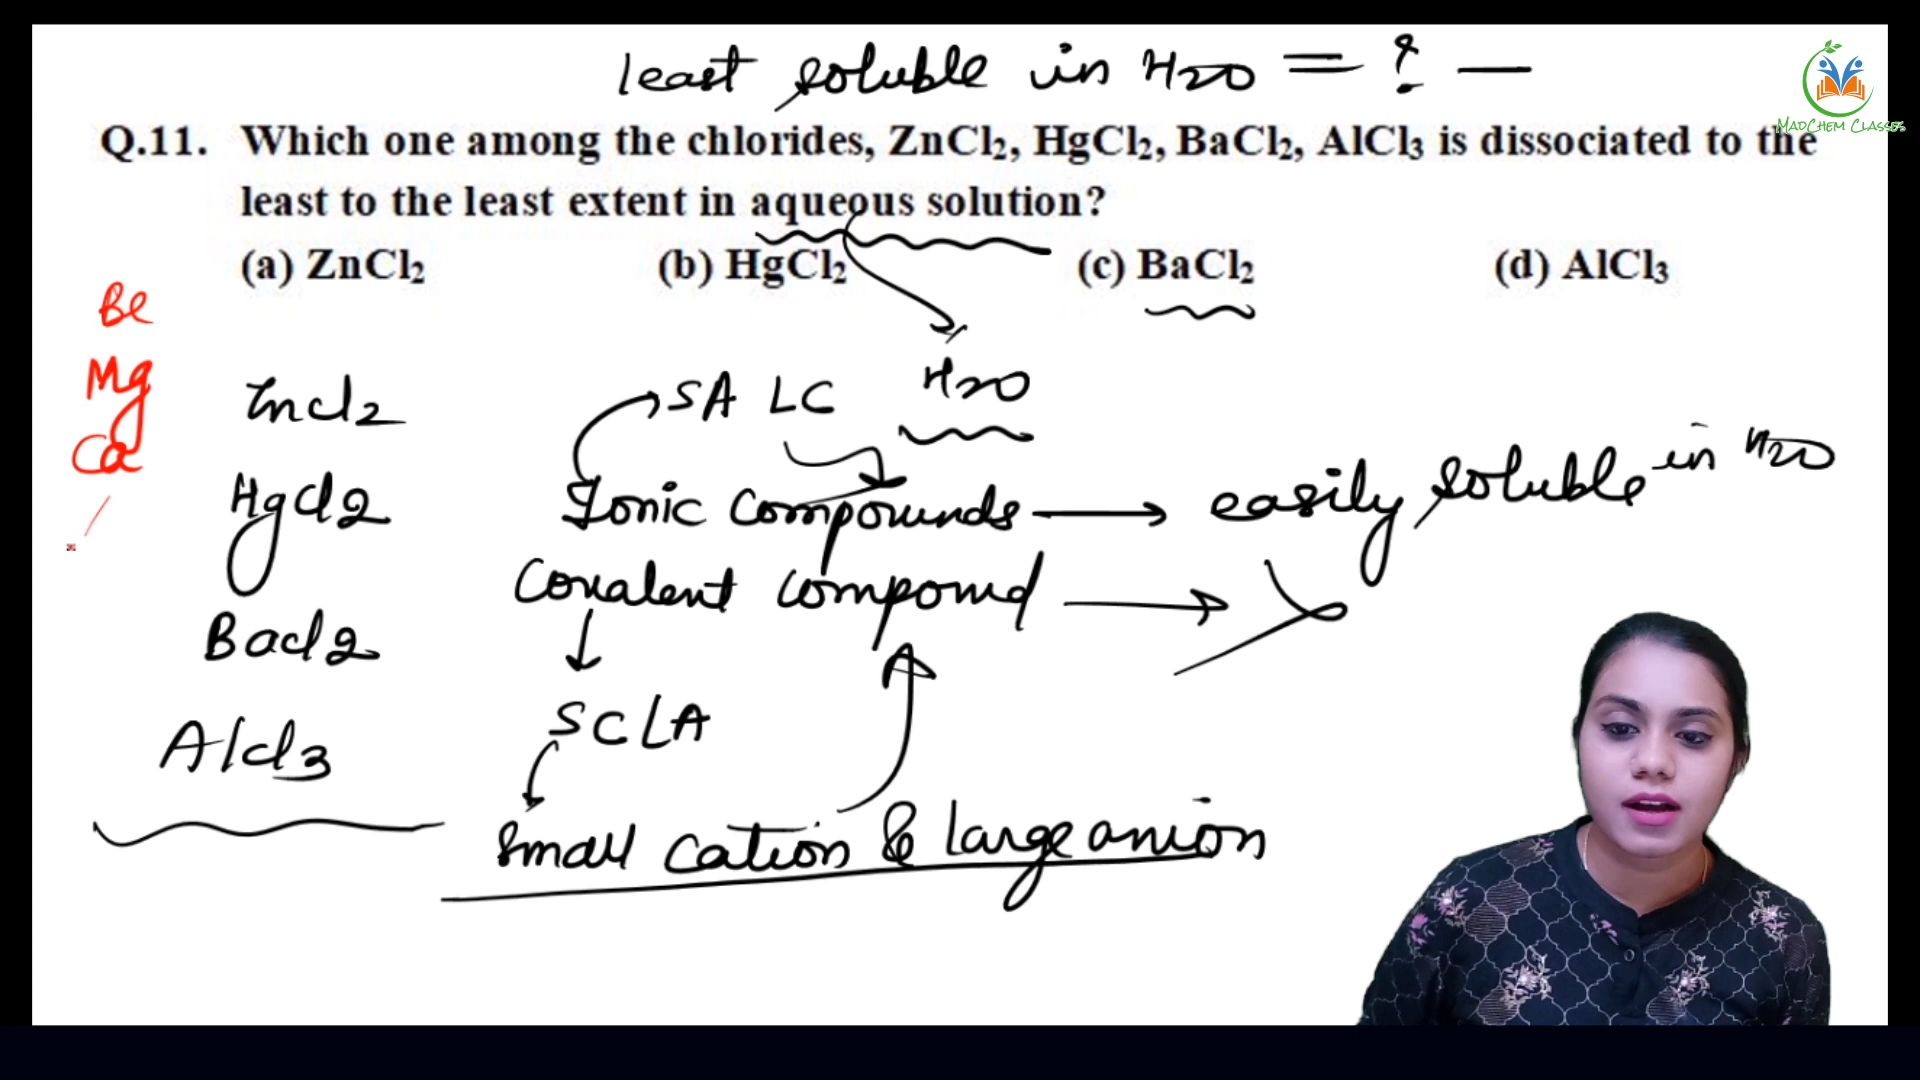 least soluble in H2O = ? —
MADCHEM CLASSES
Q.11. Which one among the chlorides, ZnCl₂, HgCl₂, BaCl₂, AlCl₃ is dissociated to the
least to the least extent in aqueous solution?
(a) ZnCl₂ (b) HgCl₂ (c) BaCl₂ (d) AlCl₃
Be
Mg
Ca
ZnCl2
HgCl2
BaCl2
AlCl3
SA LC H2O
Ionic Compounds → easily soluble in H2O
Covalent compound →
SCLA
Small cation & large anion